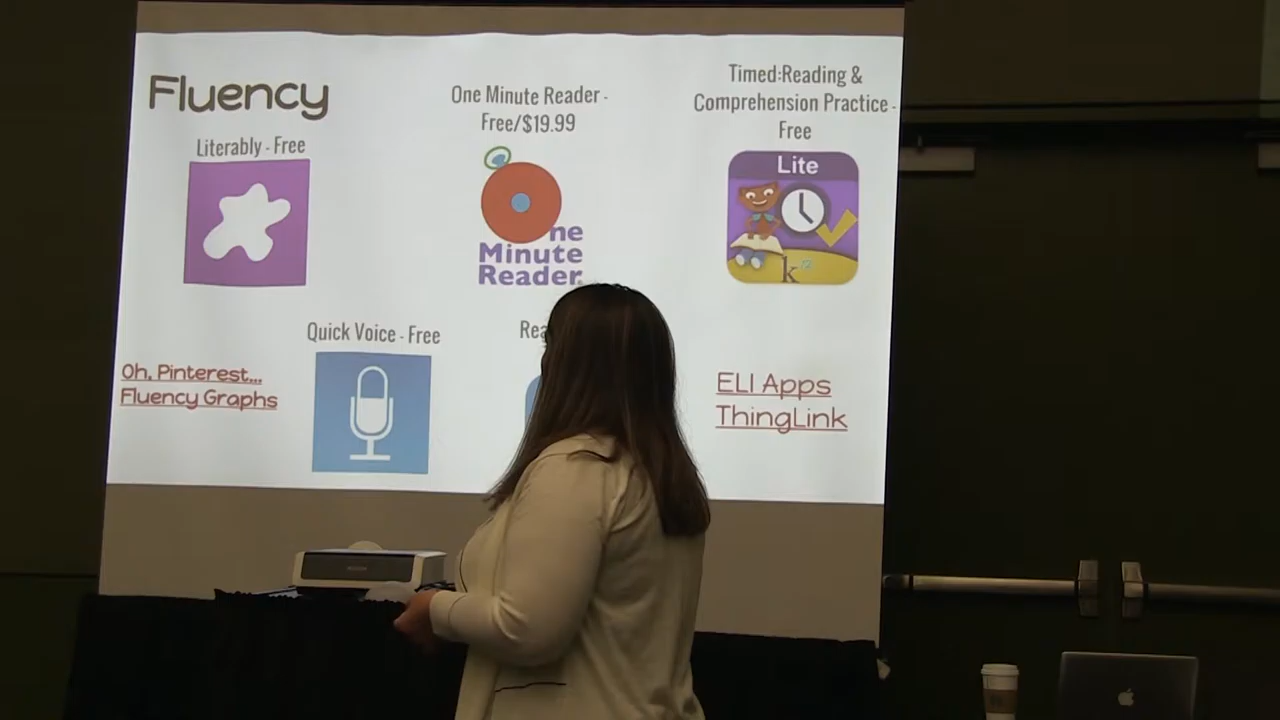 Fluency
Literably - Free
One Minute Reader -
Free/$19.99
ne
Minute
Reader
Timed:Reading &
Comprehension Practice -
Free
Lite
k¹²
Quick Voice - Free
Oh, Pinterest...
Fluency Graphs
ELI Apps
ThingLink